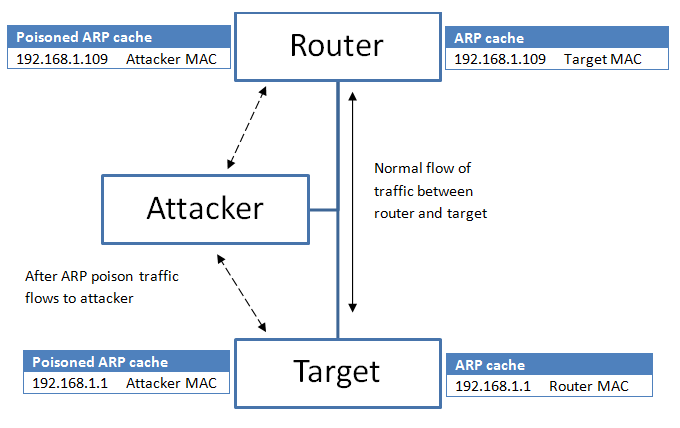 Poisoned ARP cache
192.168.1.109 Attacker MAC
Router
ARP cache
192.168.1.109 Target MAC
Attacker
Normal flow of
traffic between
router and target
After ARP poison traffic
flows to attacker
Poisoned ARP cache
192.168.1.1 Attacker MAC
Target
ARP cache
192.168.1.1 Router MAC